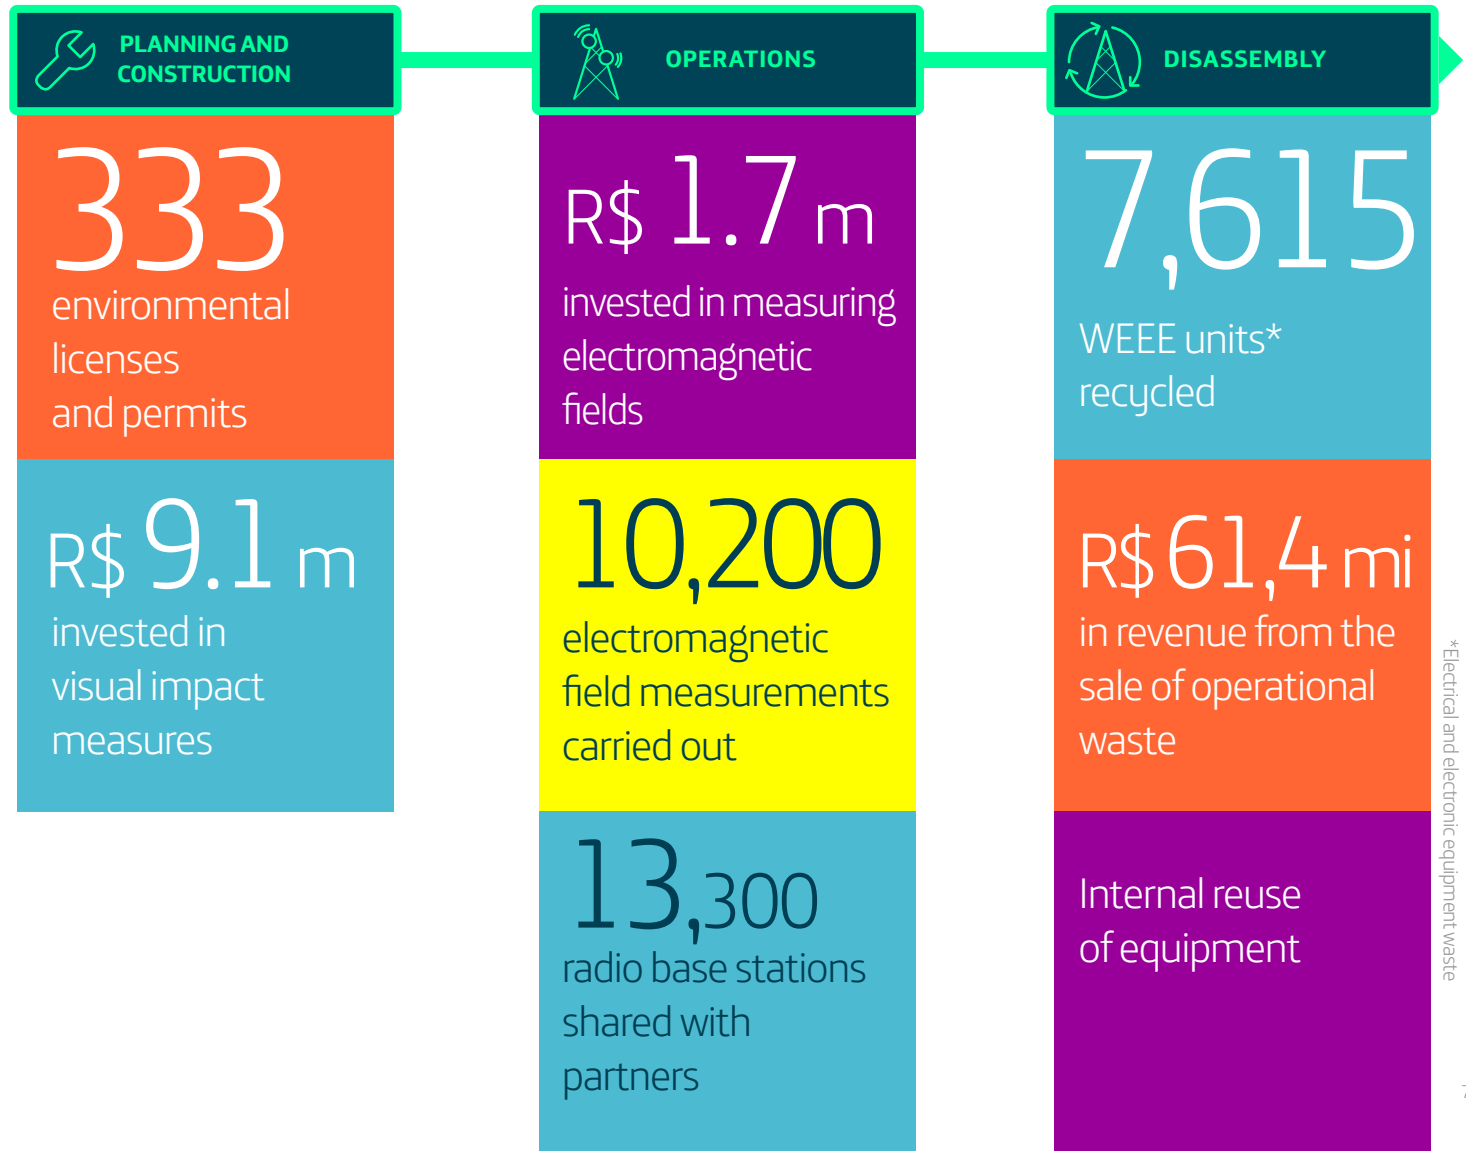 PLANNING AND
CONSTRUCTION
333
environmental
licenses
and permits
R$ 9.1 m
invested in
visual impact
measures
OPERATIONS
R$ 1.7 m
invested in measuring
electromagnetic
fields
10,200
electromagnetic
field measurements
carried out
13,300
radio base stations
shared with
partners
DISASSEMBLY
7,615
WEEE units*
recycled
R$ 61,4 mi
in revenue from the
sale of operational
waste
Internal reuse
of equipment
*Electrical and electronic equipment waste